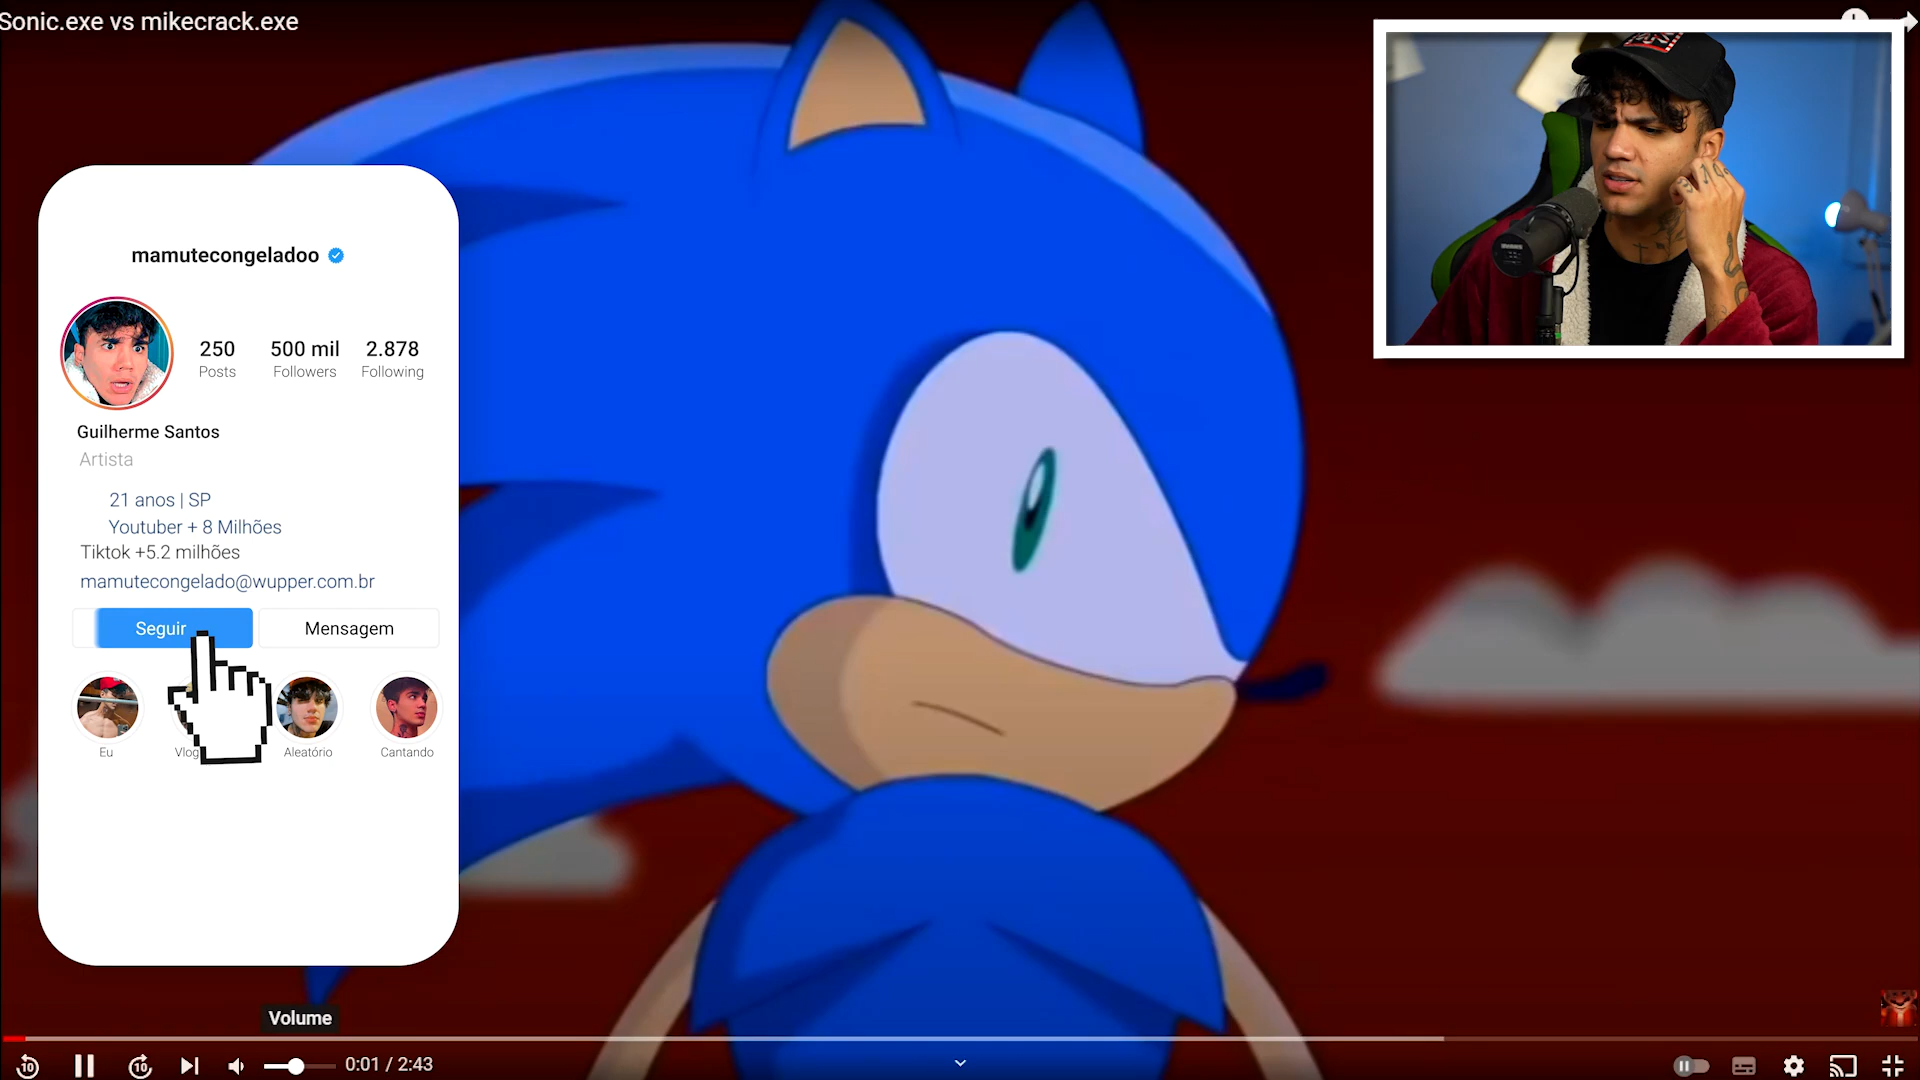 Sonic.exe vs mikecrack.exe
mamutecongeladoo
250 500 mil 2.878
Posts Followers Following
Guilherme Santos
Artista
21 anos | SP
Youtuber + 8 Milhões
Tiktok +5.2 milhões
mamutecongelado@wupper.com.br
Seguir Mensagem
Eu Vlog Aleatório Cantando
Volume
10 10 0:01 / 2:43